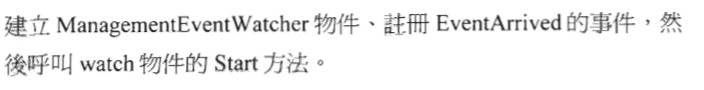 建立 ManagementEventWatcher 物件、註冊 EventArrived 的事件，然
後呼叫 watch 物件的 Start 方法。